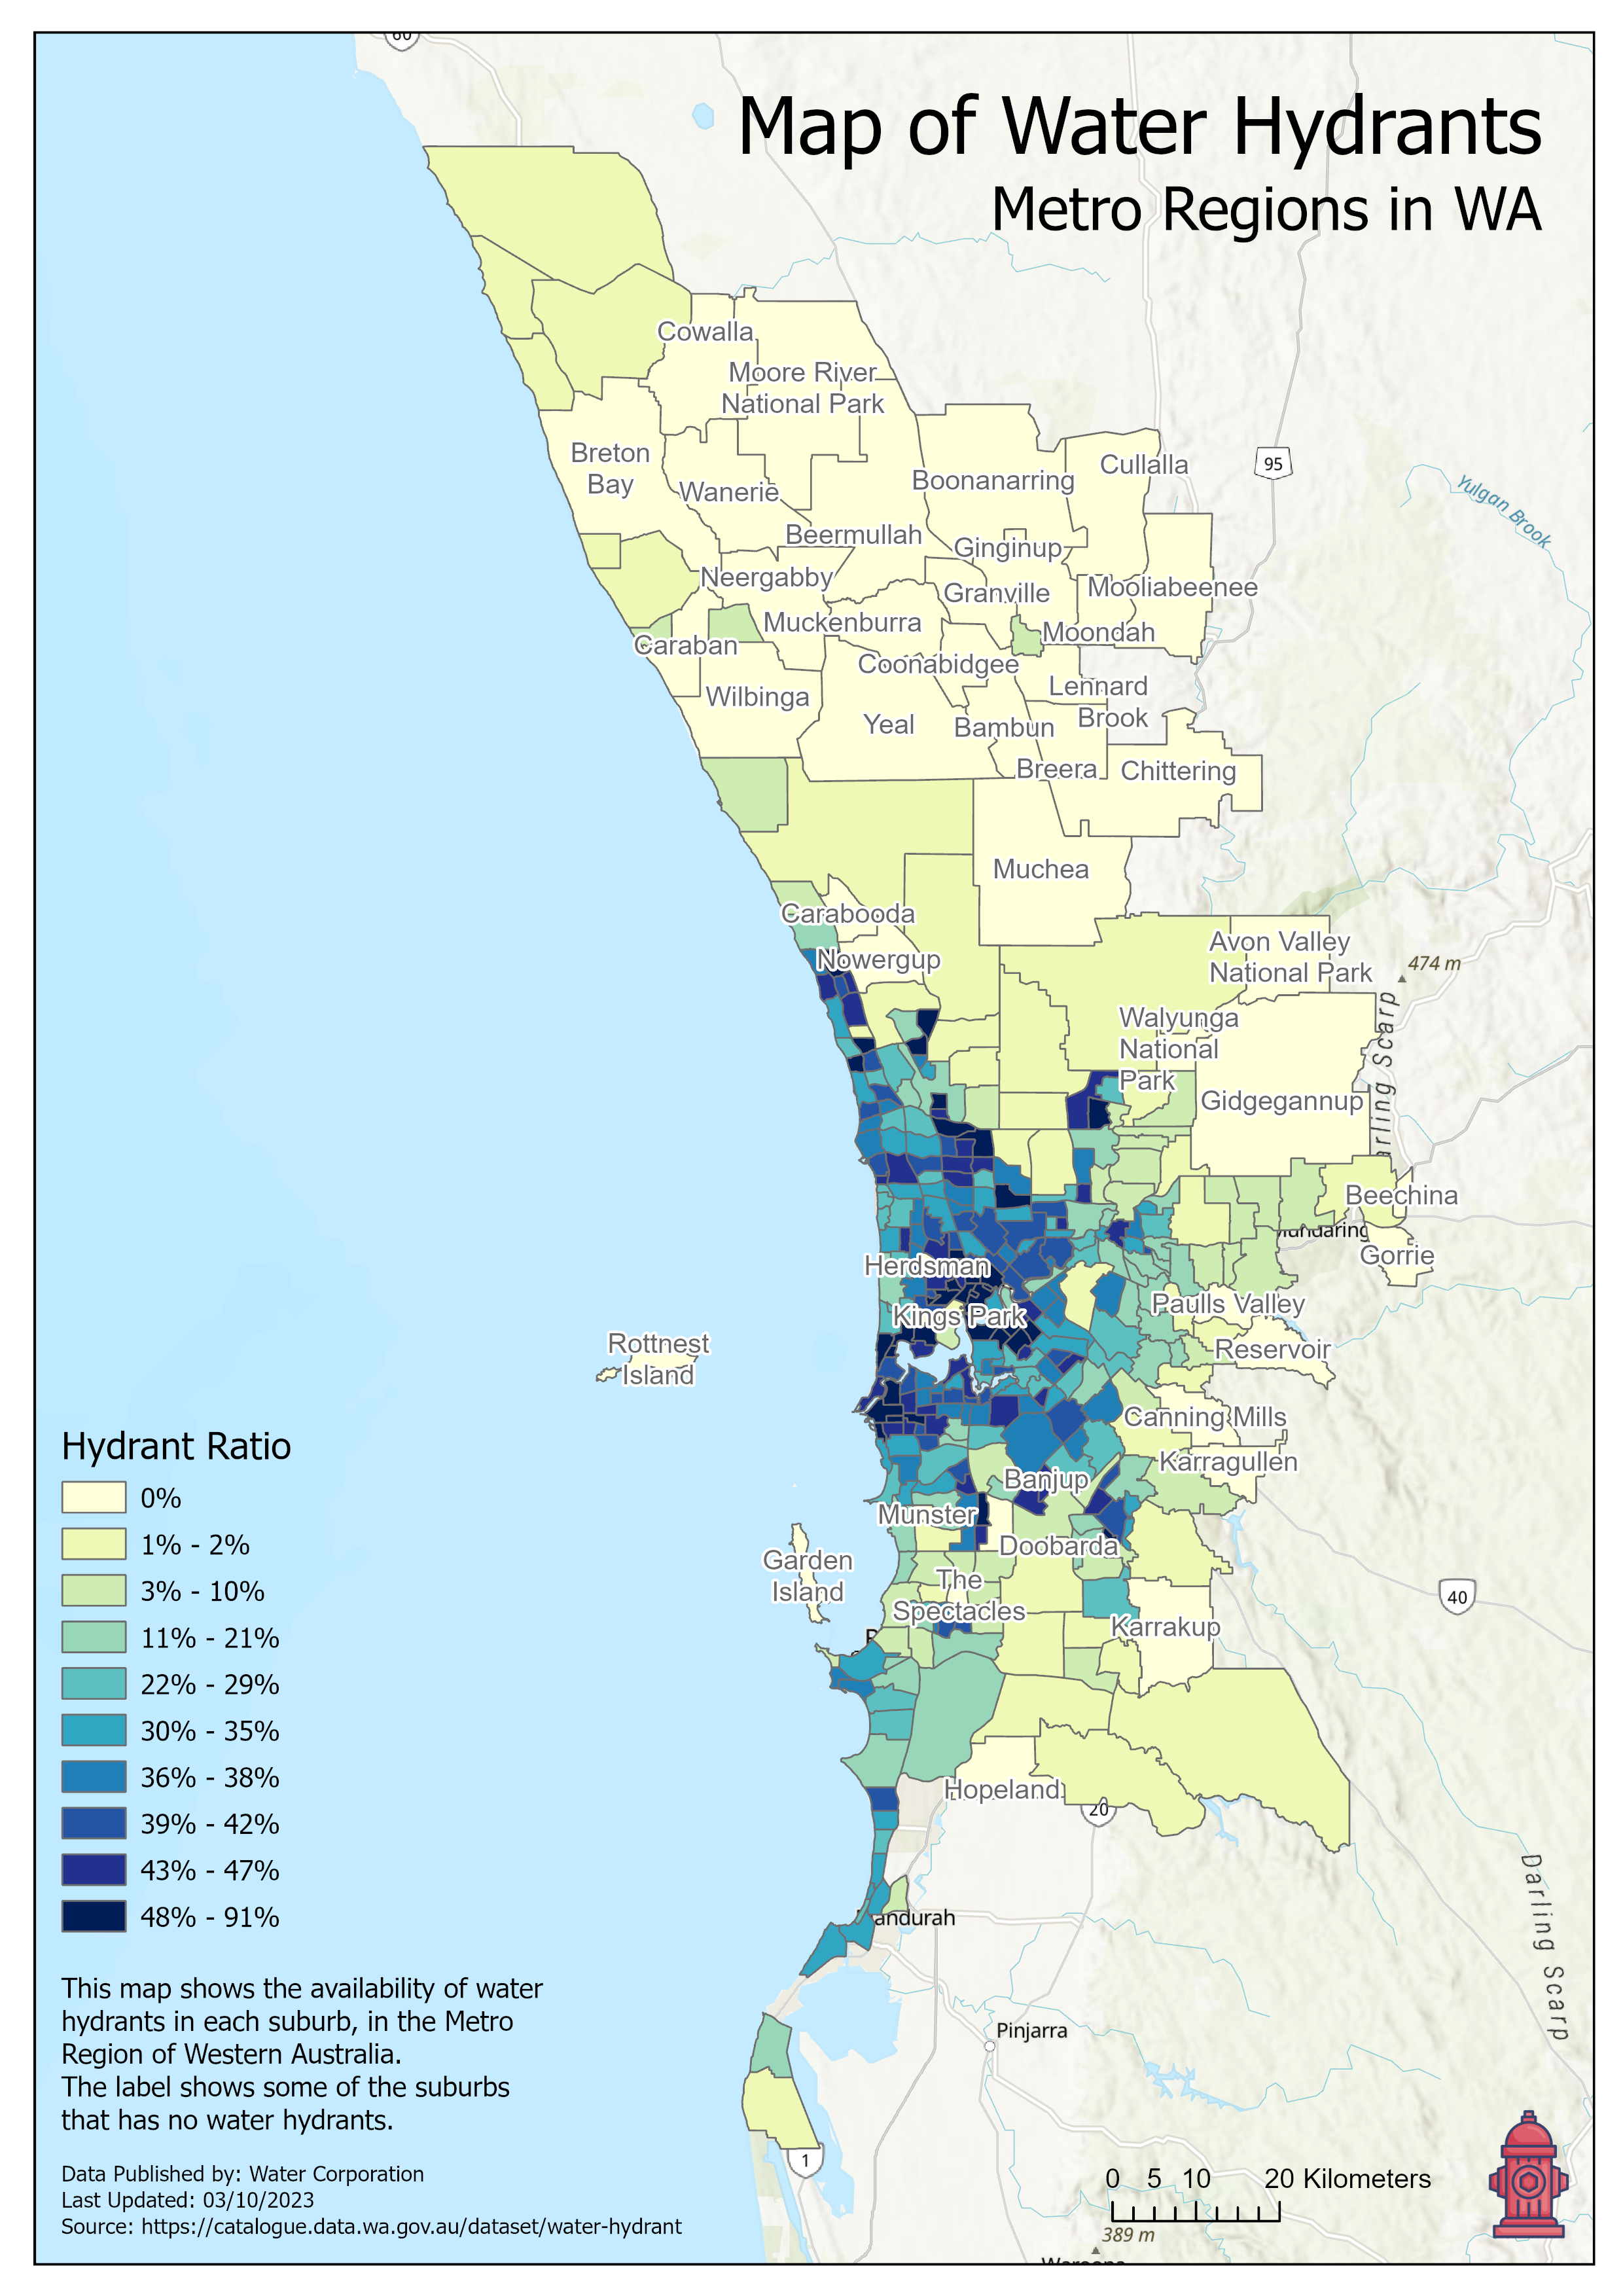 60
Map of Water Hydrants
Metro Regions in WA
Cowalla
Moore River
National Park
Breton
Bay
Wanerie
Boonanarring
Cullalla
95
Yulgan Brook
Beermullah
Ginginup
Neergabby
Granville
Mooliabeenee
Muckenburra
Moondah
Caraban
Coonabidgee
Wilbinga
Lennard
Brook
Yeal
Bambun
Breera
Chittering
Muchea
Carabooda
Nowergup
Avon Valley
National Park
474 m
Walyunga
National
Park
Gidgegannup
arling Scarp
Beechina
Mundaring
Gorrie
Herdsman
Kings Park
Paulls Valley
Reservoir
Rottnest
Island
Canning Mills
Karragullen
Banjup
Munster
Doobarda
Garden
Island
The
Spectacles
Karrakup
40
Hopeland
20
Hydrant Ratio
0%
1% - 2%
3% - 10%
11% - 21%
22% - 29%
30% - 35%
36% - 38%
39% - 42%
43% - 47%
48% - 91%
andurah
Darling Scarp
Pinjarra
This map shows the availability of water
hydrants in each suburb, in the Metro
Region of Western Australia.
The label shows some of the suburbs
that has no water hydrants.
1
Data Published by: Water Corporation
Last Updated: 03/10/2023
Source: https://catalogue.data.wa.gov.au/dataset/water-hydrant
0 5 10 20 Kilometers
389 m